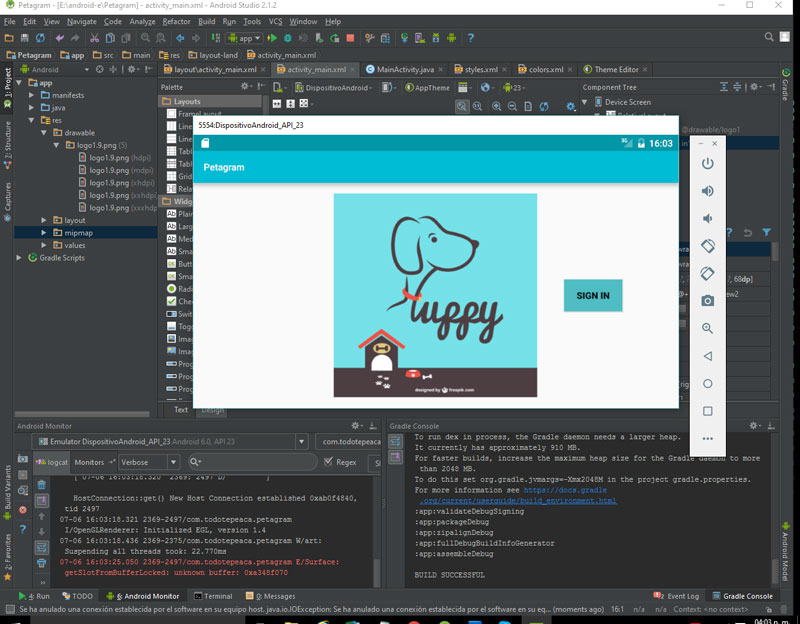 Petagram - [E:\android-e\Petagram] - activity_main.xml - Android Studio 2.1.2
File Edit View Navigate Code Analyze Refactor Build Run Tools VCS Window Help
app
Petagram app src main res layout-land activity_main.xml
Android
layout\activity_main.xml activity_main.xml MainActivity.java styles.xml colors.xml Theme Editor
1: Project
7: Structure
Captures
Build Variants
2: Favorites
app
manifests
java
res
drawable
logo1.9.png (5)
logo1.9.png (hdpi)
logo1.9.png (mdpi)
logo1.9.png (xhdpi)
logo1.9.png (xxhdpi)
logo1.9.png (xxxhdp
layout
mipmap
values
Gradle Scripts
Palette
Layouts
FrameLayout
Line
Line
Tabl
Tabl
Grid
Rela
Widg
Plai
Larg
Med
Sma
Butt
Sma
Radi
Che
Swit
Togg
Ima
Ima
Prog
Prog
Prog
Text Design
DispositivoAndroid_API_23 AppTheme 23
Component Tree
Device Screen
@drawable/logo1
5554:DispositivoAndroid_API_23
3G 16:03
Petagram
Puppy
designed by freepik.com
SIGN IN
, 68dp]
ew2
Gradle
Android Model
Android Monitor
Emulator DispositivoAndroid_API_23 Android 6.0, API 23 com.todotepeaca.p
logcat Monitors Verbose Regex
HostConnection::get() New Host Connection established 0xab0f4840,
tid 2497
07-06 16:03:18.321 2369-2497/com.todotepeaca.petagram
I/OpenGLRenderer: Initialized EGL, version 1.4
07-06 16:03:18.436 2369-2375/com.todotepeaca.petagram W/art:
Suspending all threads took: 22.770ms
07-06 16:03:25.050 2369-2497/com.todotepeaca.petagram E/Surface:
getSlotFromBufferLocked: unknown buffer: 0xa348f070
Gradle Console
To run dex in process, the Gradle daemon needs a larger heap.
It currently has approximately 910 MB.
For faster builds, increase the maximum heap size for the Gradle daemon to more
than 2048 MB.
To do this set org.gradle.jvmargs=-Xmx2048M in the project gradle.properties.
For more information see https://docs.gradle
.org/current/userguide/build_environment.html
:app:validateDebugSigning
:app:packageDebug
:app:zipalignDebug
:app:fullDebugBuildInfoGenerator
:app:assembleDebug
BUILD SUCCESSFUL
4: Run TODO 6: Android Monitor Terminal 0: Messages Event Log Gradle Console
Se ha anulado una conexión establecida por el software en su equipo host. java.io.IOException: Se ha anulado una conexión establecida por el software en su eq... (moments ago) 16:1 n/a n/a Context: <no context>
04:03 p. m.